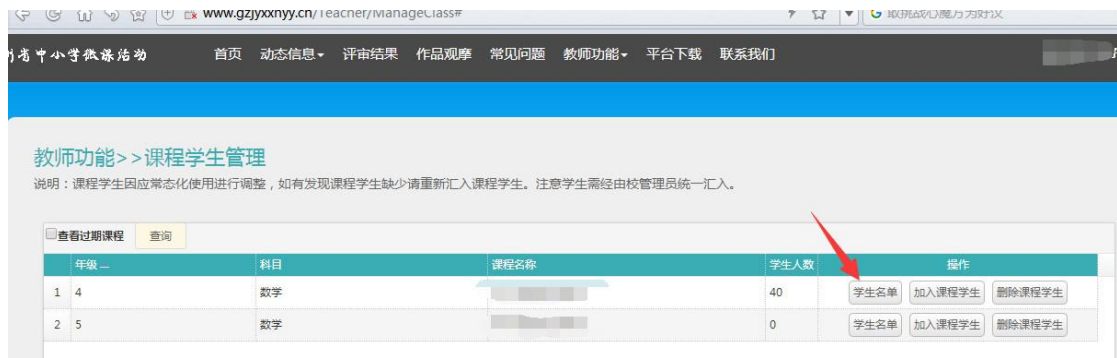 www.gzjyxxnyy.cn/Teacher/ManageClass#
省中小学微课活动 首页 动态信息 评审结果 作品观摩 常见问题 教师功能 平台下载 联系我们
教师功能>>课程学生管理
说明：课程学生因应常态化使用进行调整，如有发现课程学生缺少请重新汇入课程学生。注意学生需经由校管理员统一汇入。
查看过期课程 查询
年级 科目 课程名称 学生人数 操作
1 4 数学 40 学生名单 加入课程学生 删除课程学生
2 5 数学 0 学生名单 加入课程学生 删除课程学生